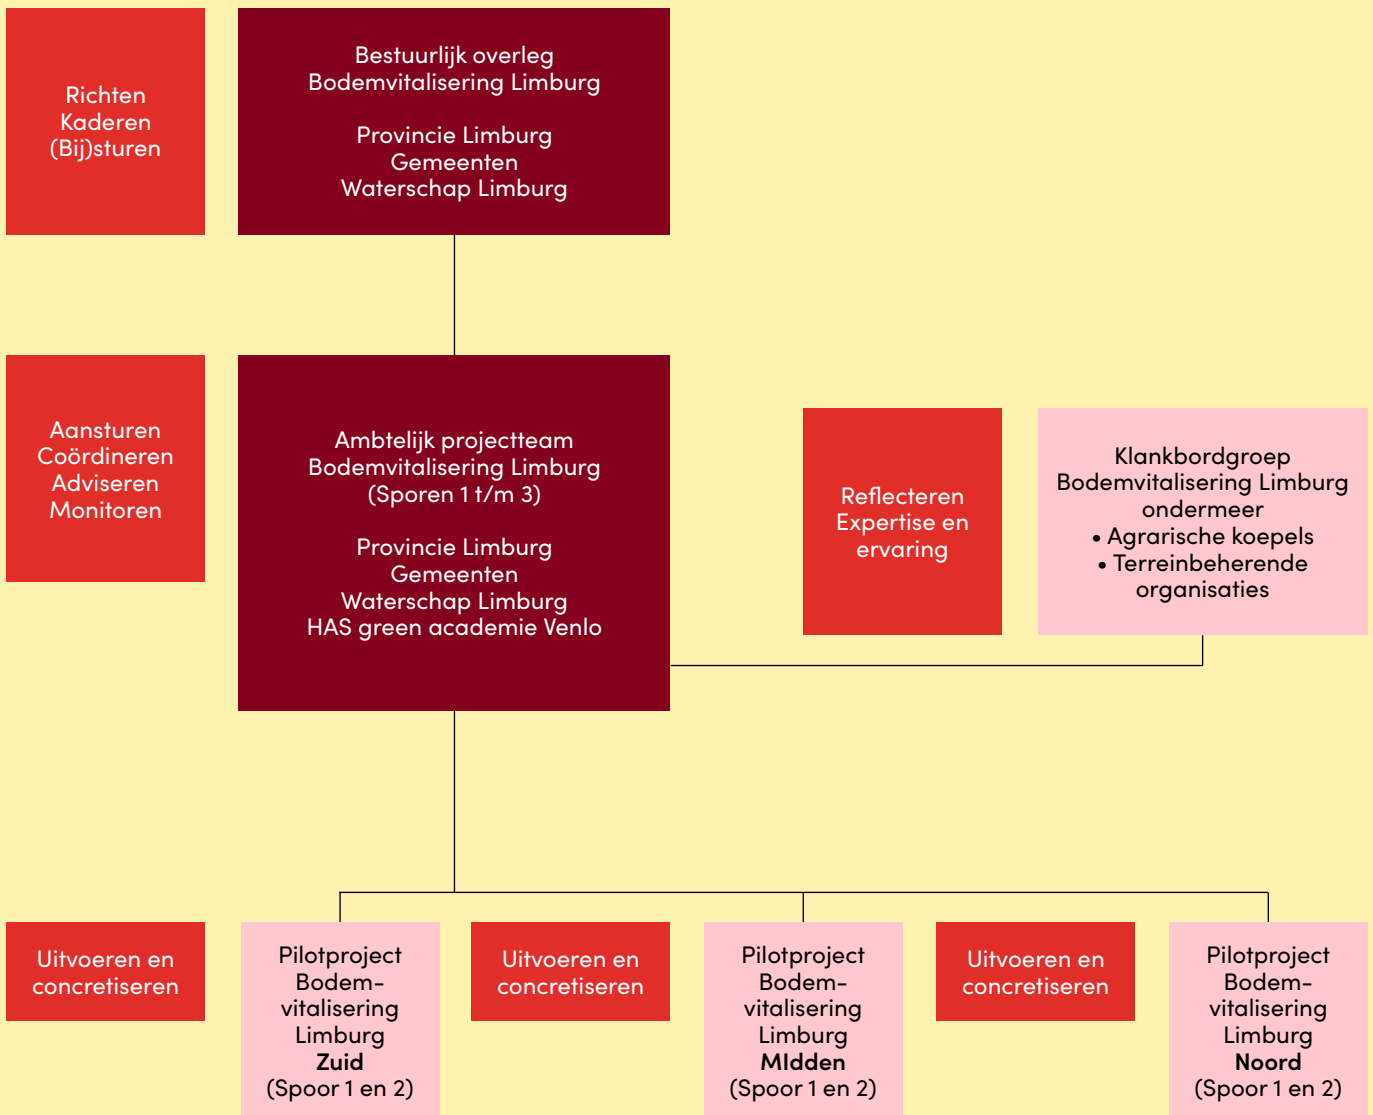 Richten
Kaderen
(Bij)sturen
Bestuurlijk overleg
Bodemvitalisering Limburg
Provincie Limburg
Gemeenten
Waterschap Limburg
Aansturen
Coördineren
Adviseren
Monitoren
Ambtelijk projectteam
Bodemvitalisering Limburg
(Sporen 1 t/m 3)
Provincie Limburg
Gemeenten
Waterschap Limburg
HAS green academie Venlo
Reflecteren
Expertise en
ervaring
Klankbordgroep
Bodemvitalisering Limburg
ondermeer
• Agrarische koepels
• Terreinbeherende
organisaties
Uitvoeren en
concretiseren
Pilotproject
Bodem-
vitalisering
Limburg
Zuid
(Spoor 1 en 2)
Uitvoeren en
concretiseren
Pilotproject
Bodem-
vitalisering
Limburg
MIdden
(Spoor 1 en 2)
Uitvoeren en
concretiseren
Pilotproject
Bodem-
vitalisering
Limburg
Noord
(Spoor 1 en 2)